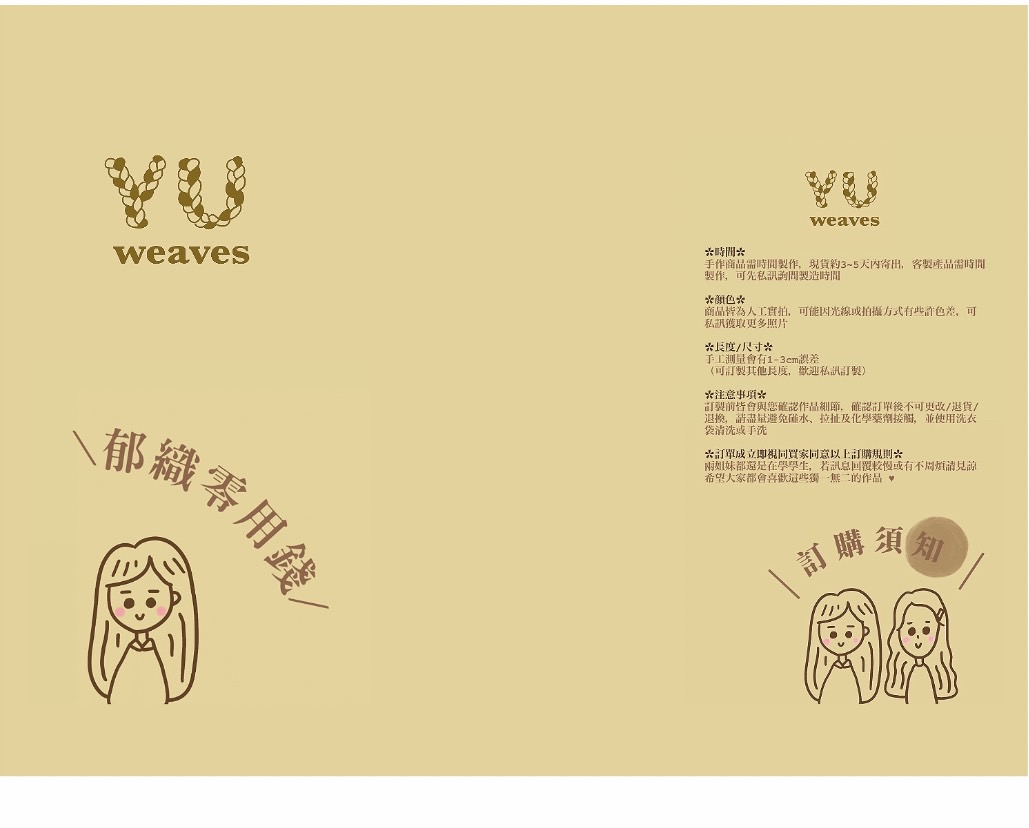 YU
weaves
郁織零用錢
YU
weaves
✲時間✲
手作商品需時間製作, 現貨約3~5天內寄出, 客製產品需時間
製作, 可先私訊詢問製造時間
✲顏色✲
商品皆為人工實拍, 可能因光線或拍攝方式有些許色差, 可
私訊獲取更多照片
✲長度/尺寸✲
手工測量會有1-3cm誤差
（可訂製其他長度, 歡迎私訊訂製）
✲注意事項✲
訂製前皆會與您確認作品細節, 確認訂單後不可更改/退貨/
退換, 請盡量避免碰水、拉扯及化學藥劑接觸, 並使用洗衣
袋清洗或手洗
✲訂單成立即視同買家同意以上訂購規則✲
兩姐妹都還是在學學生, 若訊息回覆較慢或有不周煩請見諒
希望大家都會喜歡這些獨一無二的作品 ♥
訂購須知